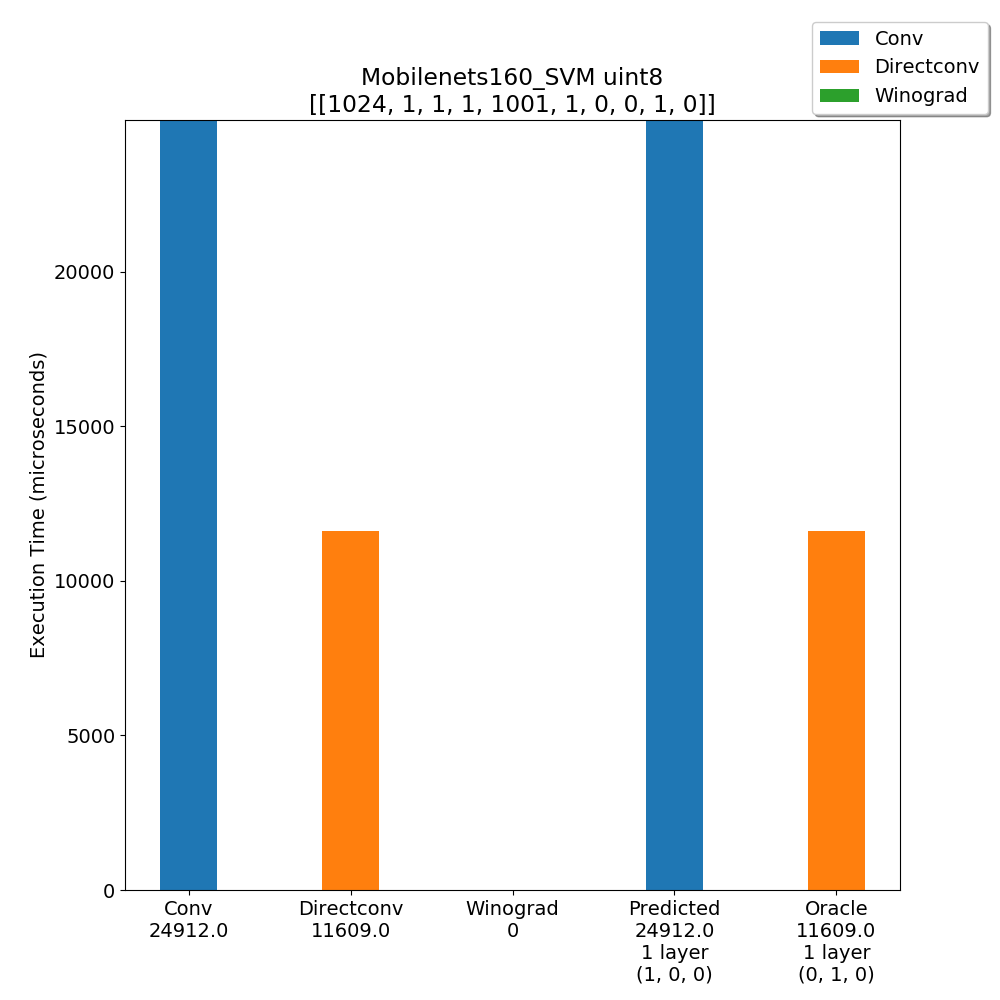 Conv
Directconv
Winograd
Mobilenets160_SVM uint8
[[1024, 1, 1, 1, 1001, 1, 0, 0, 1, 0]]
Execution Time (microseconds)
20000
15000
10000
5000
0
Conv
24912.0
Directconv
11609.0
Winograd
0
Predicted
24912.0
1 layer
(1, 0, 0)
Oracle
11609.0
1 layer
(0, 1, 0)